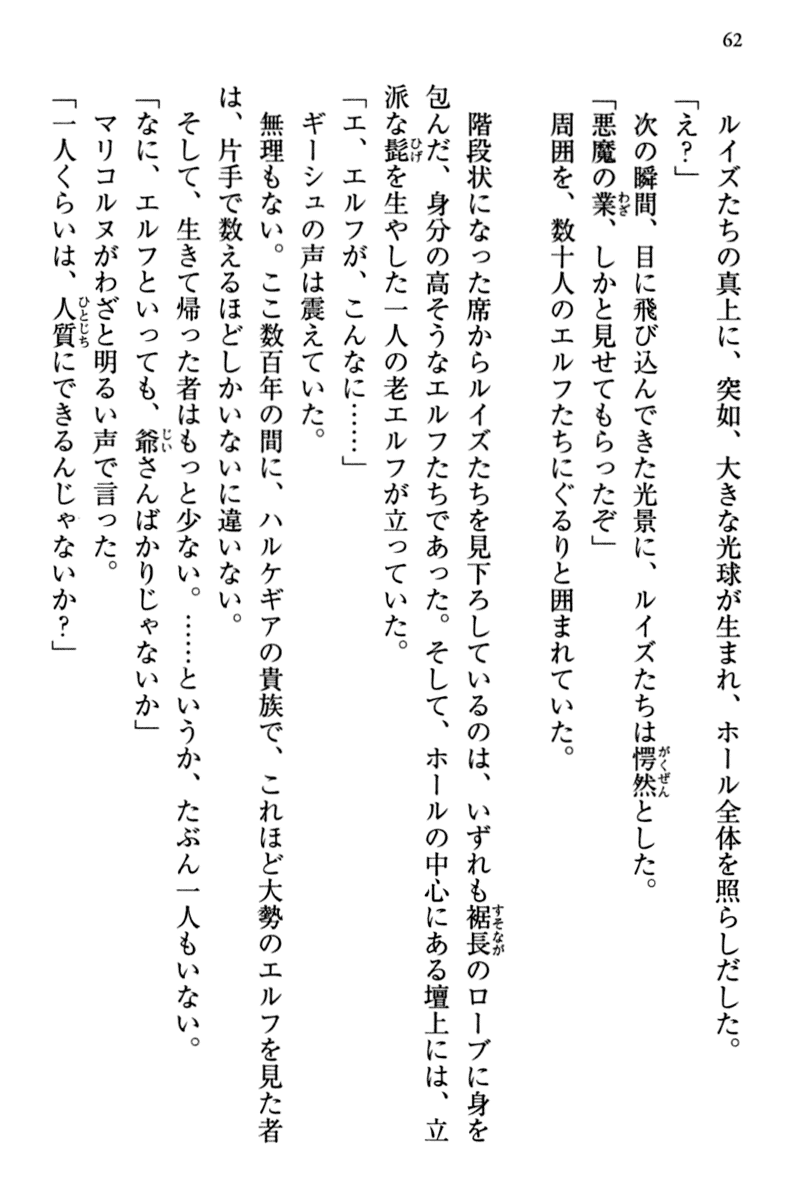 62
ルイズたちの真上に、突如、大きな光球が生まれ、ホール全体を照らしだした。
「え？」
次の瞬間、目に飛び込んできた光景に、ルイズたちは愕然とした。
「悪魔の業、しかと見せてもらったぞ」
周囲を、数十人のエルフたちにぐるりと囲まれていた。
階段状になった席からルイズたちを見下ろしているのは、いずれも裾長のローブに身を
包んだ、身分の高そうなエルフたちであった。そして、ホールの中心にある壇上には、立
派な髭を生やした一人の老エルフが立っていた。
「エ、エルフが、こんなに……」
ギーシュの声は震えていた。
無理もない。ここ数百年の間に、ハルケギアの貴族で、これほど大勢のエルフを見た者
は、片手で数えるほどしかいないに違いない。
そして、生きて帰った者はもっと少ない。……というか、たぶん一人もいない。
「なに、エルフといっても、爺さんばかりじゃないか」
マリコルヌがわざと明るい声で言った。
「一人くらいは、人質にできるんじゃないか？」